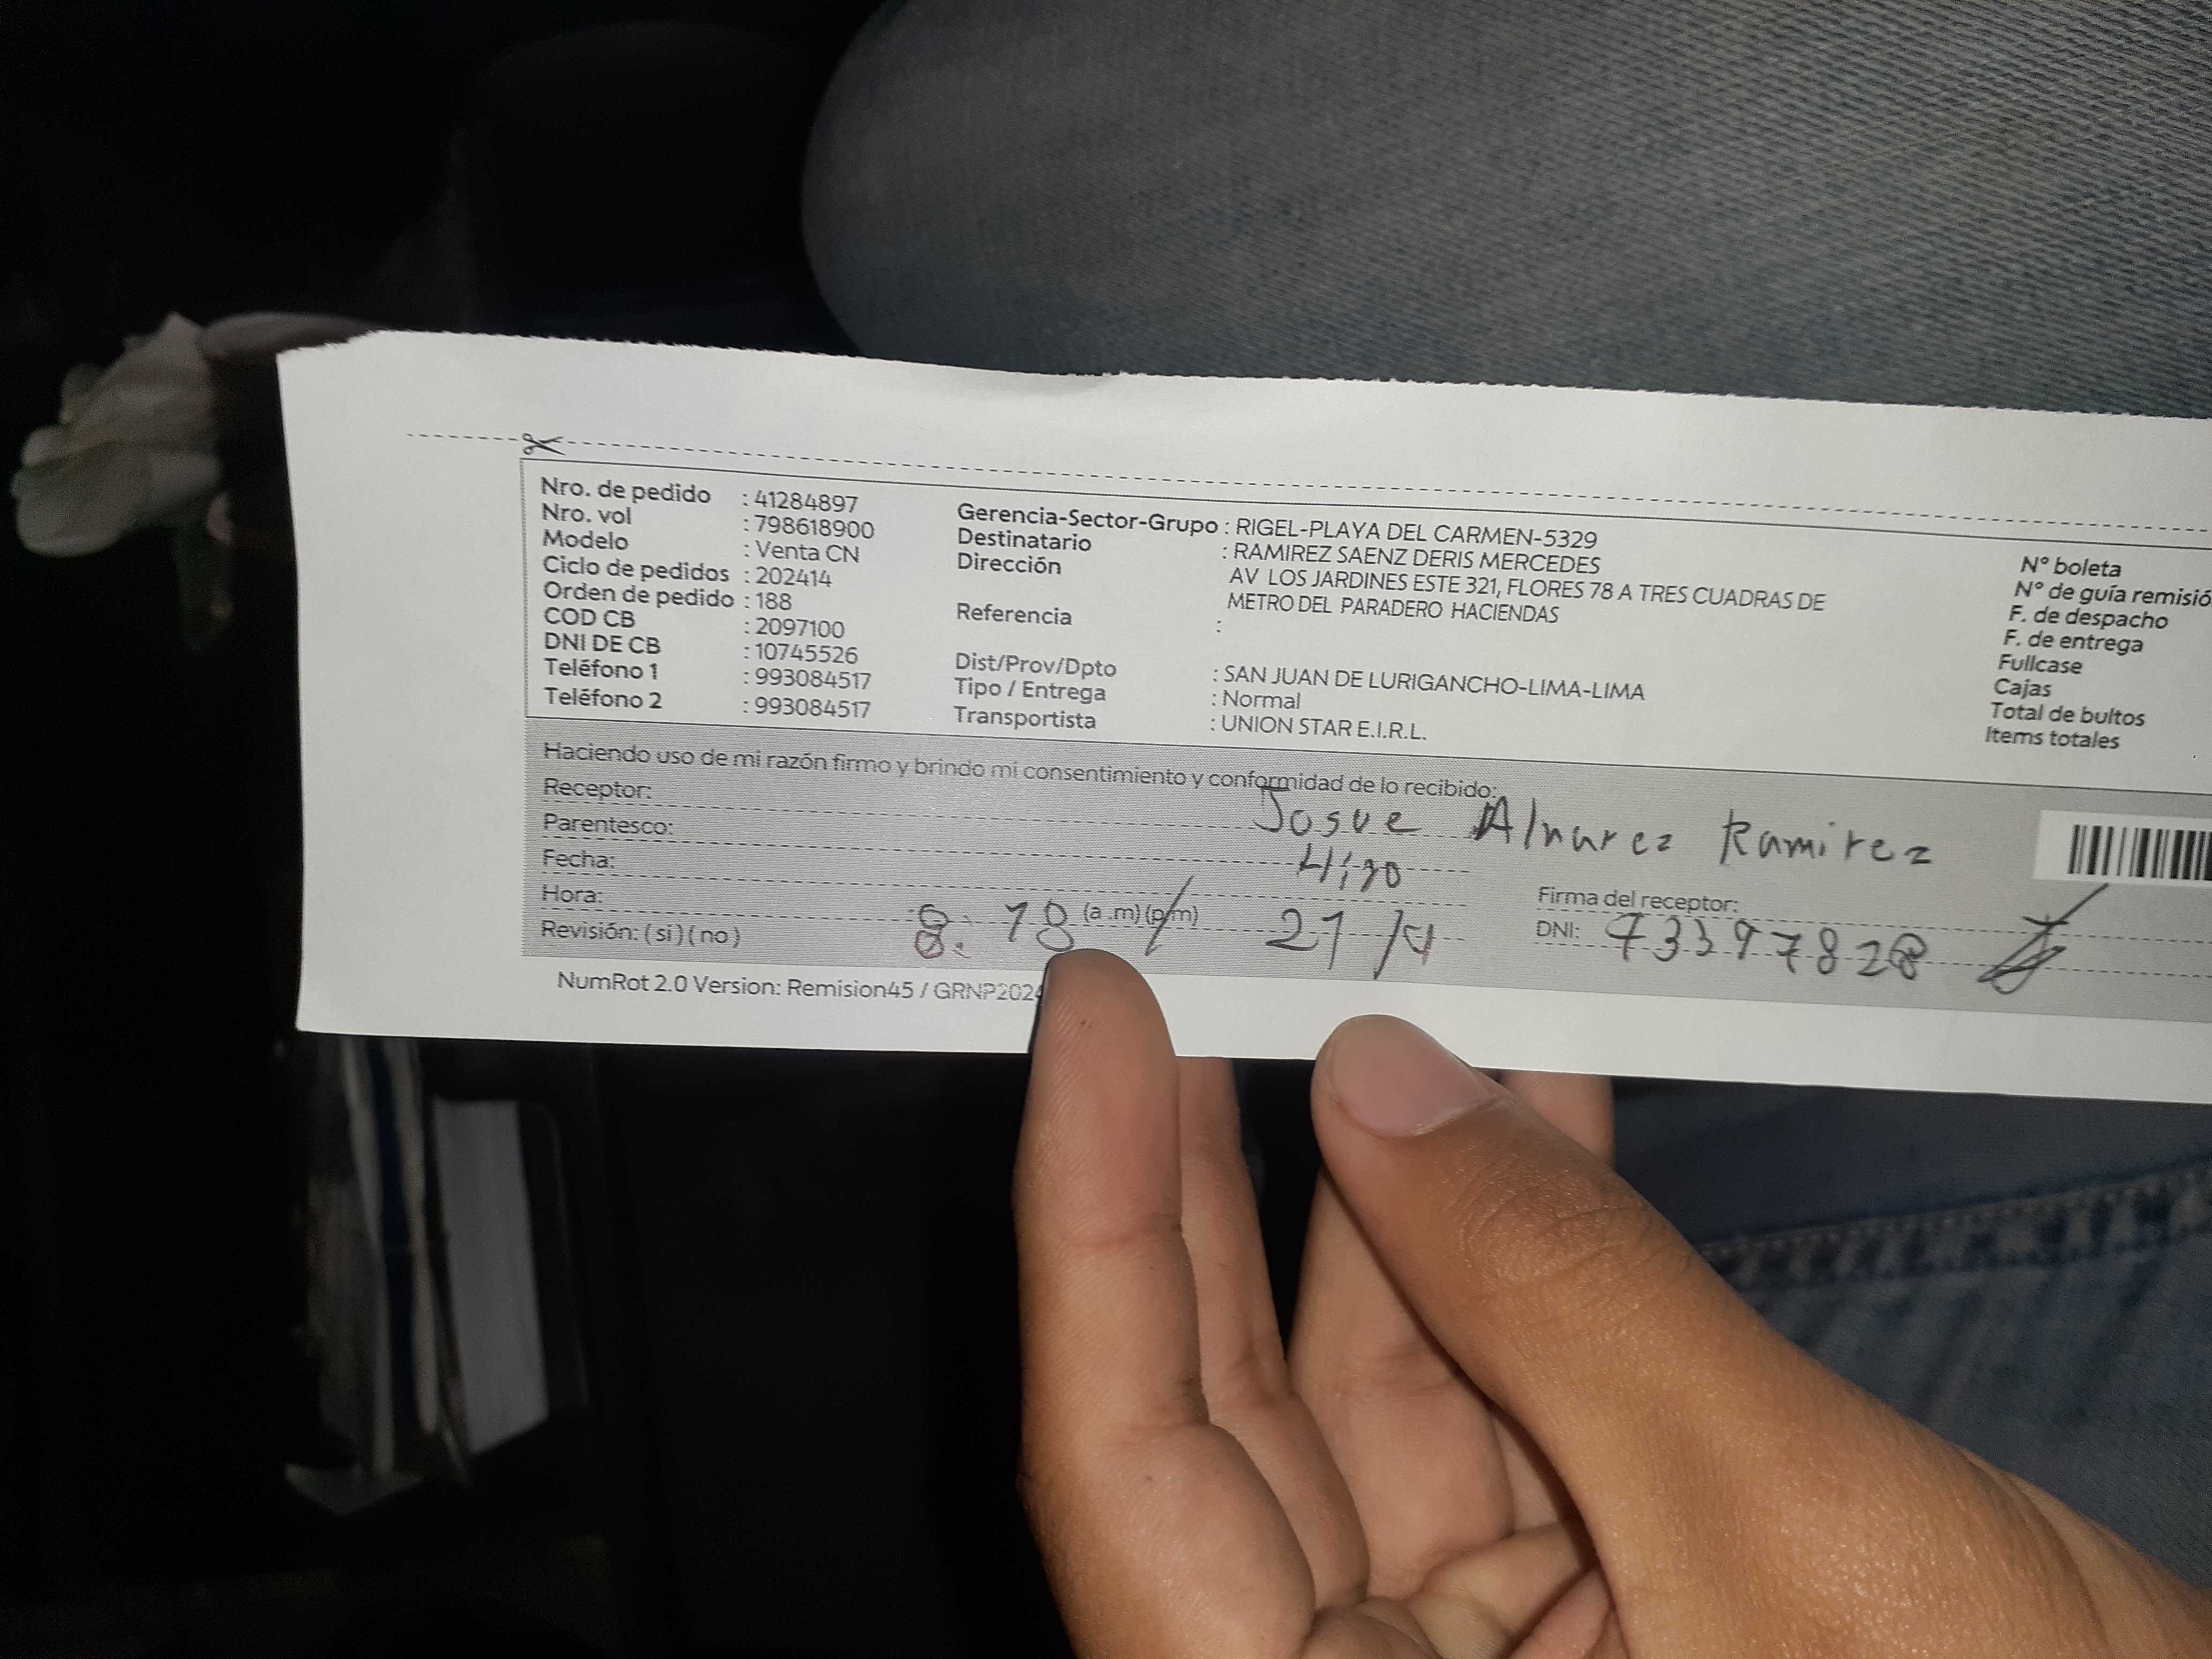 Nro. de pedido : 41284897
Nro. vol : 798618900
Modelo : Venta CN
Ciclo de pedidos : 202414
Orden de pedido : 188
COD CB : 2097100
DNI DE CB : 10745526
Teléfono 1 : 993084517
Teléfono 2 : 993084517
Gerencia-Sector-Grupo : RIGEL-PLAYA DEL CARMEN-5329
Destinatario : RAMIREZ SAENZ DERIS MERCEDES
Dirección AV LOS JARDINES ESTE 321, FLORES 78 A TRES CUADRAS DE
METRO DEL PARADERO HACIENDAS
Referencia :
Dist/Prov/Dpto : SAN JUAN DE LURIGANCHO-LIMA-LIMA
Tipo / Entrega : Normal
Transportista : UNION STAR E.I.R.L.
N° boleta
N° de guía remisió
F. de despacho
F. de entrega
Fullcase
Cajas
Total de bultos
Items totales
Haciendo uso de mi razón firmo y brindo mi consentimiento y conformidad de lo recibido:
Receptor: Josue Alvarez Ramirez
Parentesco: Hijo
Fecha: 21/4
Hora: 8:18 (a.m)(p.m)
Revisión: (si)(no)
Firma del receptor:
DNI: 73397828
NumRot 2.0 Version: Remision45 / GRNP202